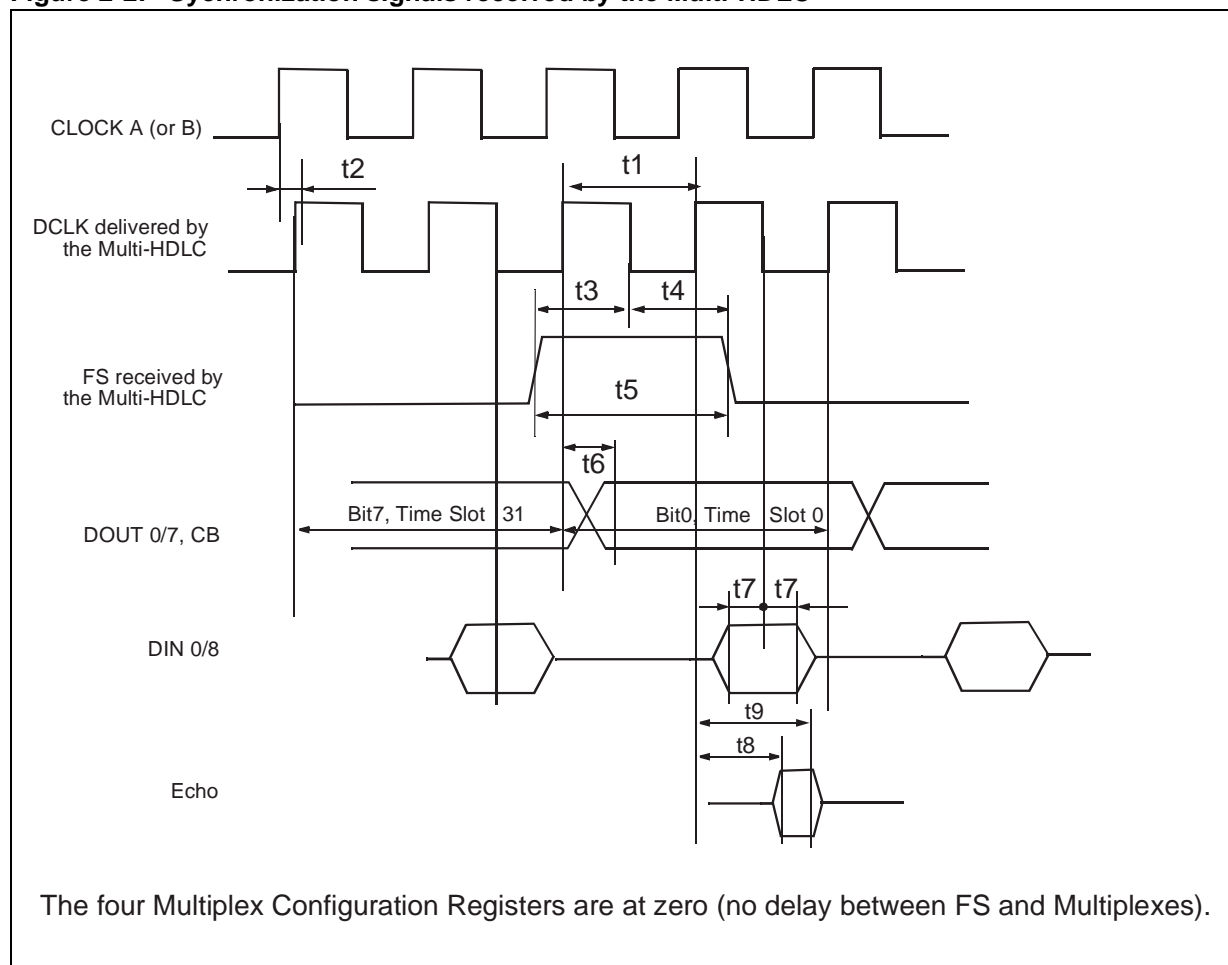 CLOCK A (or B)
t2
t1
DCLK delivered by
the Multi-HDLC
t3
t4
FS received by
the Multi-HDLC
t5
t6
Bit7, Time Slot 31
Bit0, Time Slot 0
DOUT 0/7, CB
t7
t7
DIN 0/8
t9
t8
Echo
The four Multiplex Configuration Registers are at zero (no delay between FS and Multiplexes).